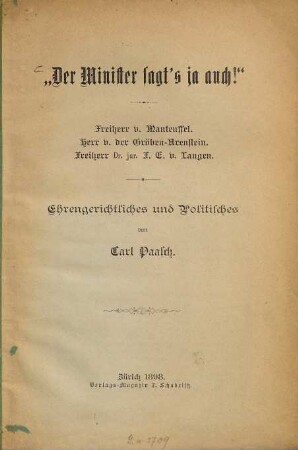 „Der Minister sagt's ja auch!“
Freiherr v. Manteuffel.
Herr v. der Gröben-Arenstein.
Freiherr Dr. jur. F. E. v. Langen.
Ehrengerichtliches und Politisches
von
Carl Paasch.
Zürich 1893.
Verlags-Magazin J. Schabelitz.